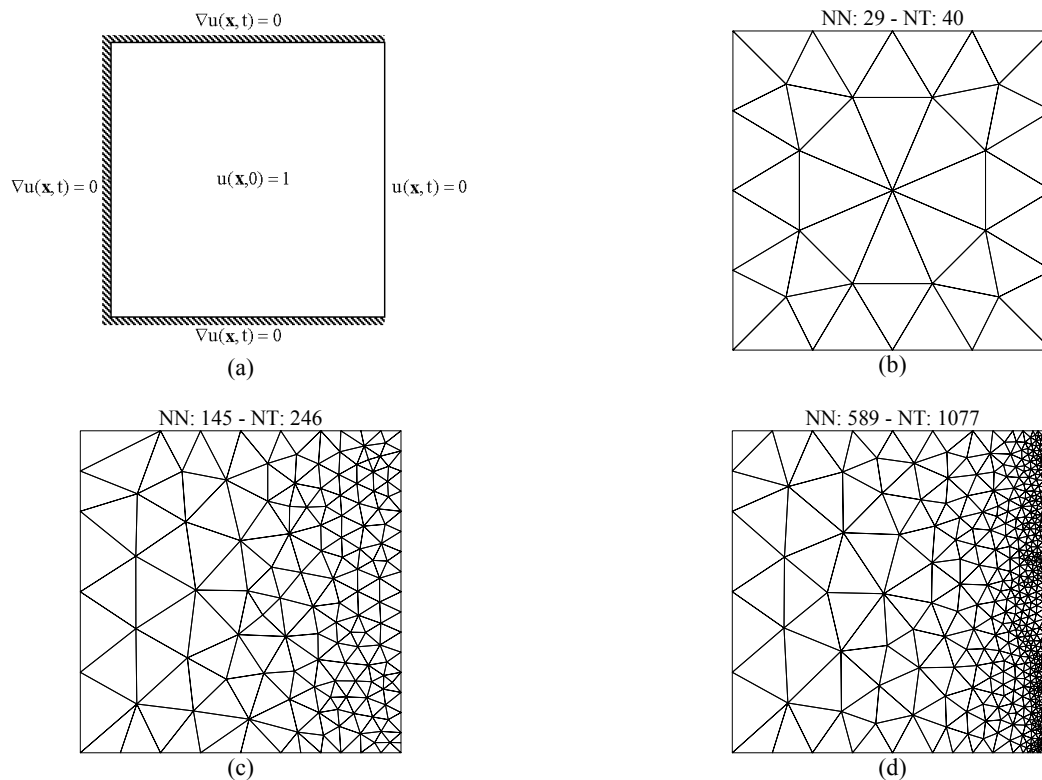 ∇u(x,t) = 0
∇u(x,t) = 0
u(x,0) = 1
u(x,t) = 0
∇u(x,t) = 0
(a)
NN: 29 - NT: 40
(b)
NN: 145 - NT: 246
(c)
NN: 589 - NT: 1077
(d)